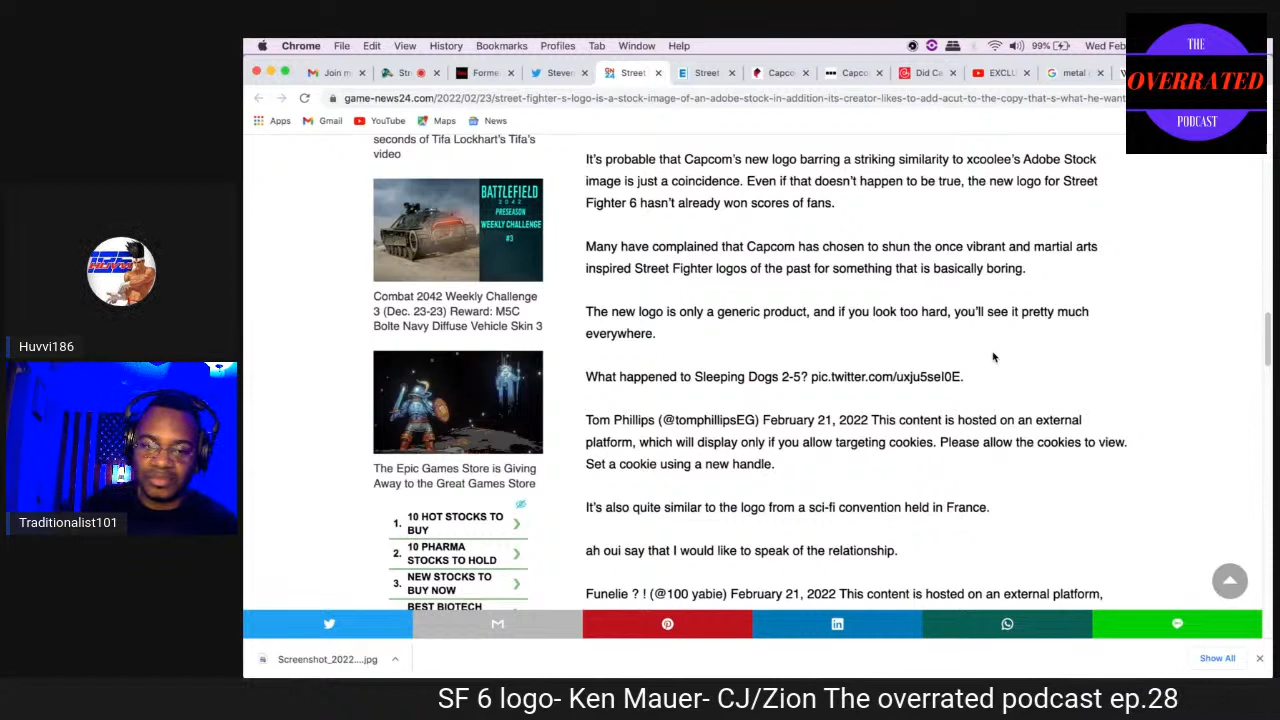 Chrome File Edit View History Bookmarks Profiles Tab Window Help 99% Wed Feb
Join m Str Forme Steven Street Street Capco Capco Did Ca EXCLU metal
game-news24.com/2022/02/23/street-fighter-s-logo-is-a-stock-image-of-an-adobe-stock-in-addition-its-creator-likes-to-add-acut-to-the-copy-that-s-what-he-want
Apps Gmail YouTube Maps News
THE
OVERRATED
PODCAST
seconds of Tifa Lockhart's Tifa's
video
BATTLEFIELD
2042
PRESEASON
WEEKLY CHALLENGE
#3
Combat 2042 Weekly Challenge
3 (Dec. 23-23) Reward: M5C
Bolte Navy Diffuse Vehicle Skin 3
The Epic Games Store is Giving
Away to the Great Games Store
1. 10 HOT STOCKS TO
BUY
2. 10 PHARMA
STOCKS TO HOLD
3. NEW STOCKS TO
BUY NOW
BEST BIOTECH
It's probable that Capcom's new logo barring a striking similarity to xcoolee's Adobe Stock
image is just a coincidence. Even if that doesn't happen to be true, the new logo for Street
Fighter 6 hasn't already won scores of fans.
Many have complained that Capcom has chosen to shun the once vibrant and martial arts
inspired Street Fighter logos of the past for something that is basically boring.
The new logo is only a generic product, and if you look too hard, you'll see it pretty much
everywhere.
What happened to Sleeping Dogs 2-5? pic.twitter.com/uxju5sel0E.
Tom Phillips (@tomphillipsEG) February 21, 2022 This content is hosted on an external
platform, which will display only if you allow targeting cookies. Please allow the cookies to view.
Set a cookie using a new handle.
It's also quite similar to the logo from a sci-fi convention held in France.
ah oui say that I would like to speak of the relationship.
Funelie ? ! (@100 yabie) February 21, 2022 This content is hosted on an external platform,
HUVVI
Huvvi186
Traditionalist101
Screenshot_2022....jpg
Show All
SF 6 logo- Ken Mauer- CJ/Zion The overrated podcast ep.28